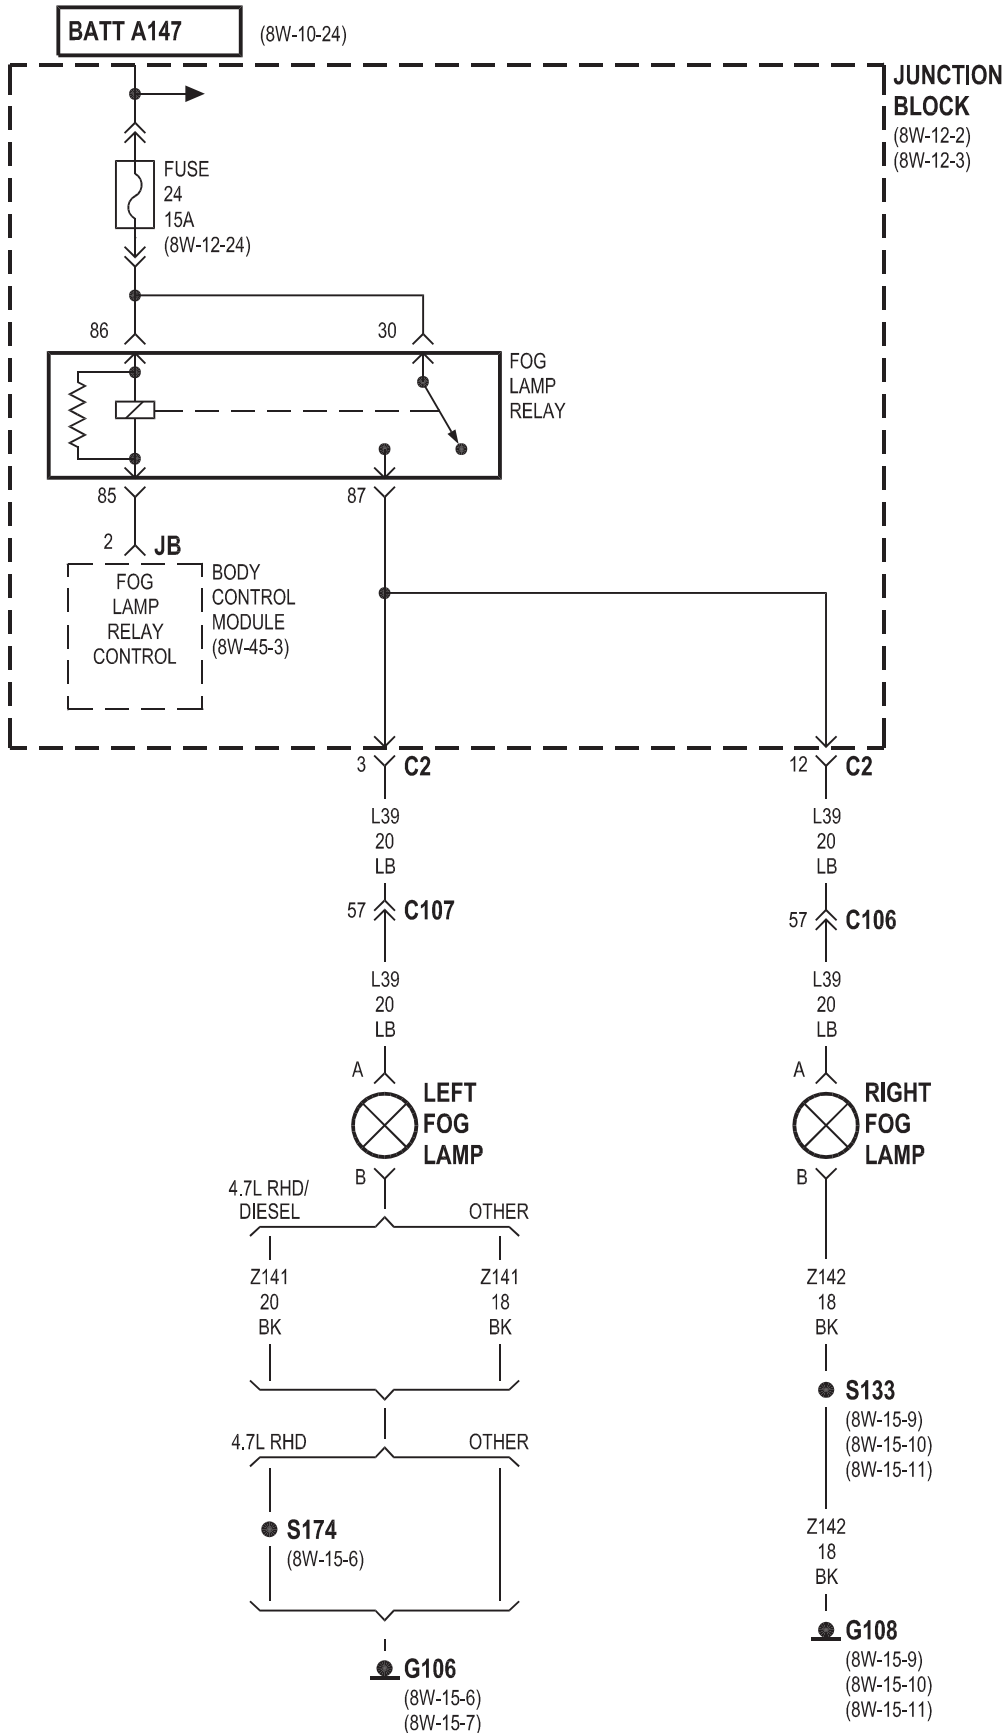 BATT A147
(8W-10-24)
JUNCTION
BLOCK
(8W-12-2)
(8W-12-3)
FUSE
24
15A
(8W-12-24)
86
30
FOG
LAMP
RELAY
85
87
2
JB
FOG
LAMP
RELAY
CONTROL
BODY
CONTROL
MODULE
(8W-45-3)
3
C2
12
C2
L39
20
LB
L39
20
LB
57
C107
57
C106
L39
20
LB
L39
20
LB
A
LEFT
FOG
LAMP
B
A
RIGHT
FOG
LAMP
B
4.7L RHD/
DIESEL
OTHER
Z141
20
BK
Z141
18
BK
Z142
18
BK
S133
(8W-15-9)
(8W-15-10)
(8W-15-11)
4.7L RHD
OTHER
S174
(8W-15-6)
Z142
18
BK
G106
(8W-15-6)
(8W-15-7)
G108
(8W-15-9)
(8W-15-10)
(8W-15-11)